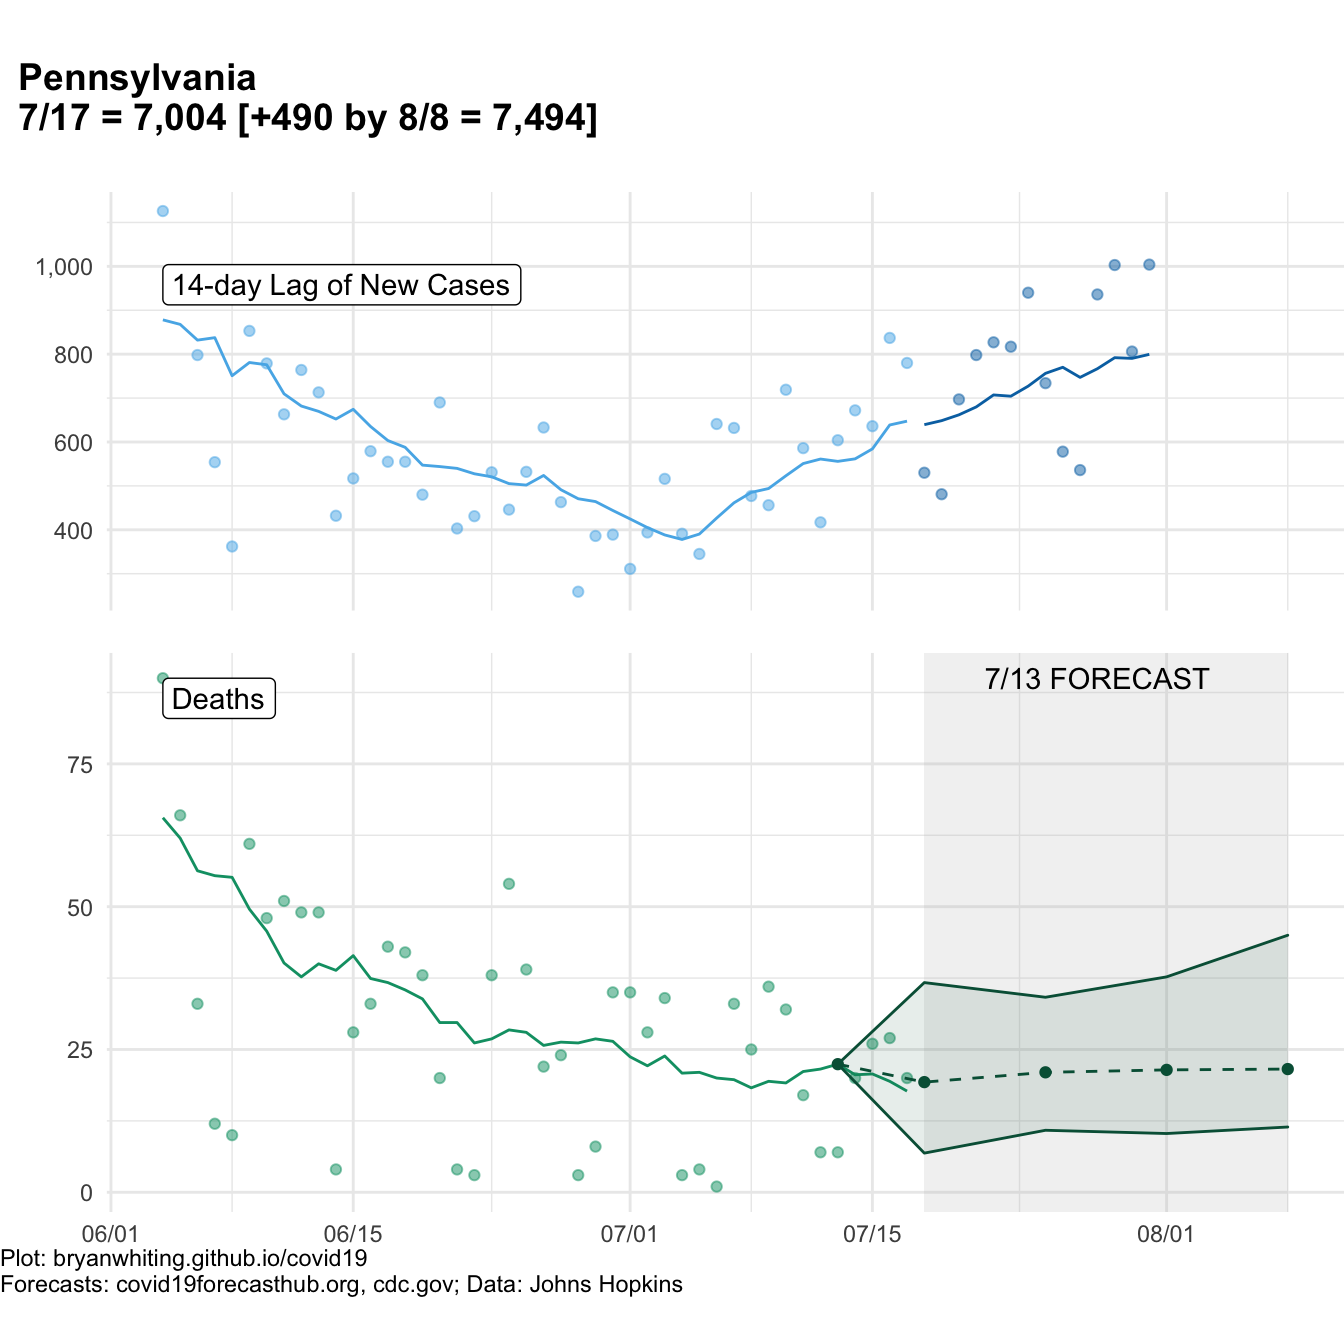 Pennsylvania
7/17 = 7,004 [+490 by 8/8 = 7,494]
1,000
14-day Lag of New Cases
800
600
400
7/13 FORECAST
Deaths
75
50
25
0
06/01 06/15 07/01 07/15 08/01
Plot: bryanwhiting.github.io/covid19
Forecasts: covid19forecasthub.org, cdc.gov; Data: Johns Hopkins